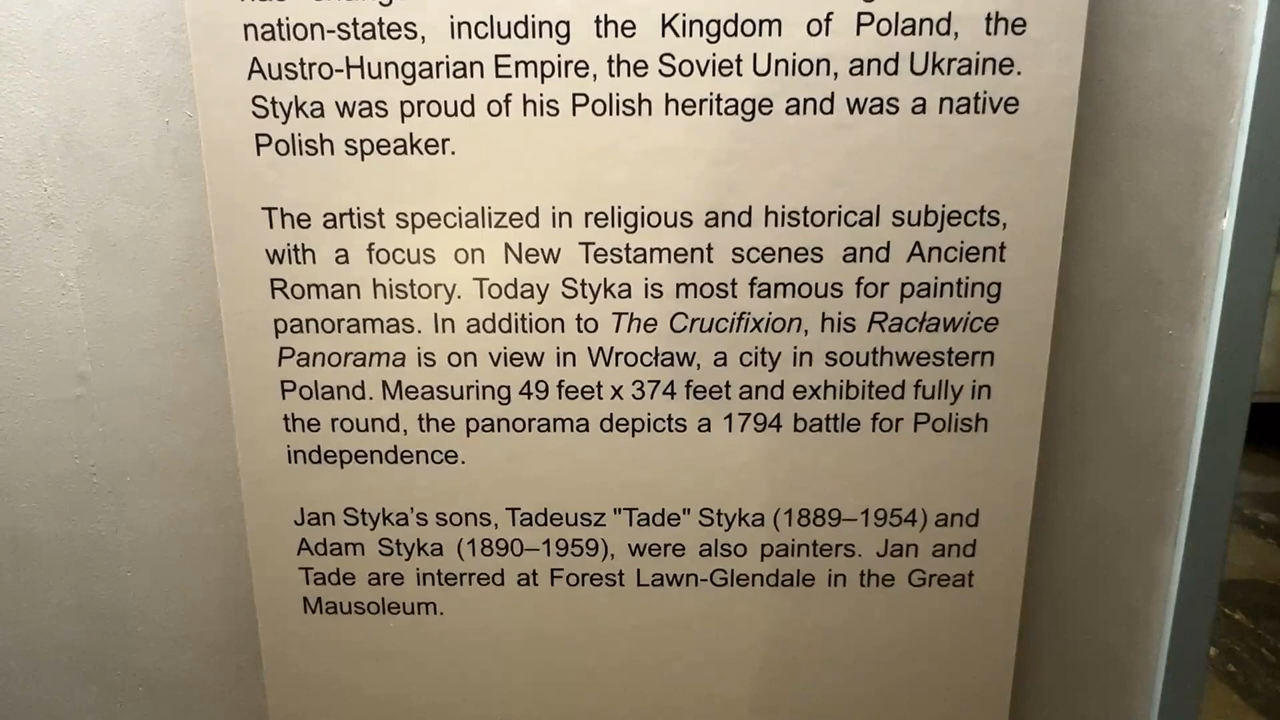 nation-states, including the Kingdom of Poland, the
Austro-Hungarian Empire, the Soviet Union, and Ukraine.
Styka was proud of his Polish heritage and was a native
Polish speaker.
The artist specialized in religious and historical subjects,
with a focus on New Testament scenes and Ancient
Roman history. Today Styka is most famous for painting
panoramas. In addition to The Crucifixion, his Racławice
Panorama is on view in Wrocław, a city in southwestern
Poland. Measuring 49 feet x 374 feet and exhibited fully in
the round, the panorama depicts a 1794 battle for Polish
independence.
Jan Styka’s sons, Tadeusz "Tade" Styka (1889–1954) and
Adam Styka (1890–1959), were also painters. Jan and
Tade are interred at Forest Lawn-Glendale in the Great
Mausoleum.